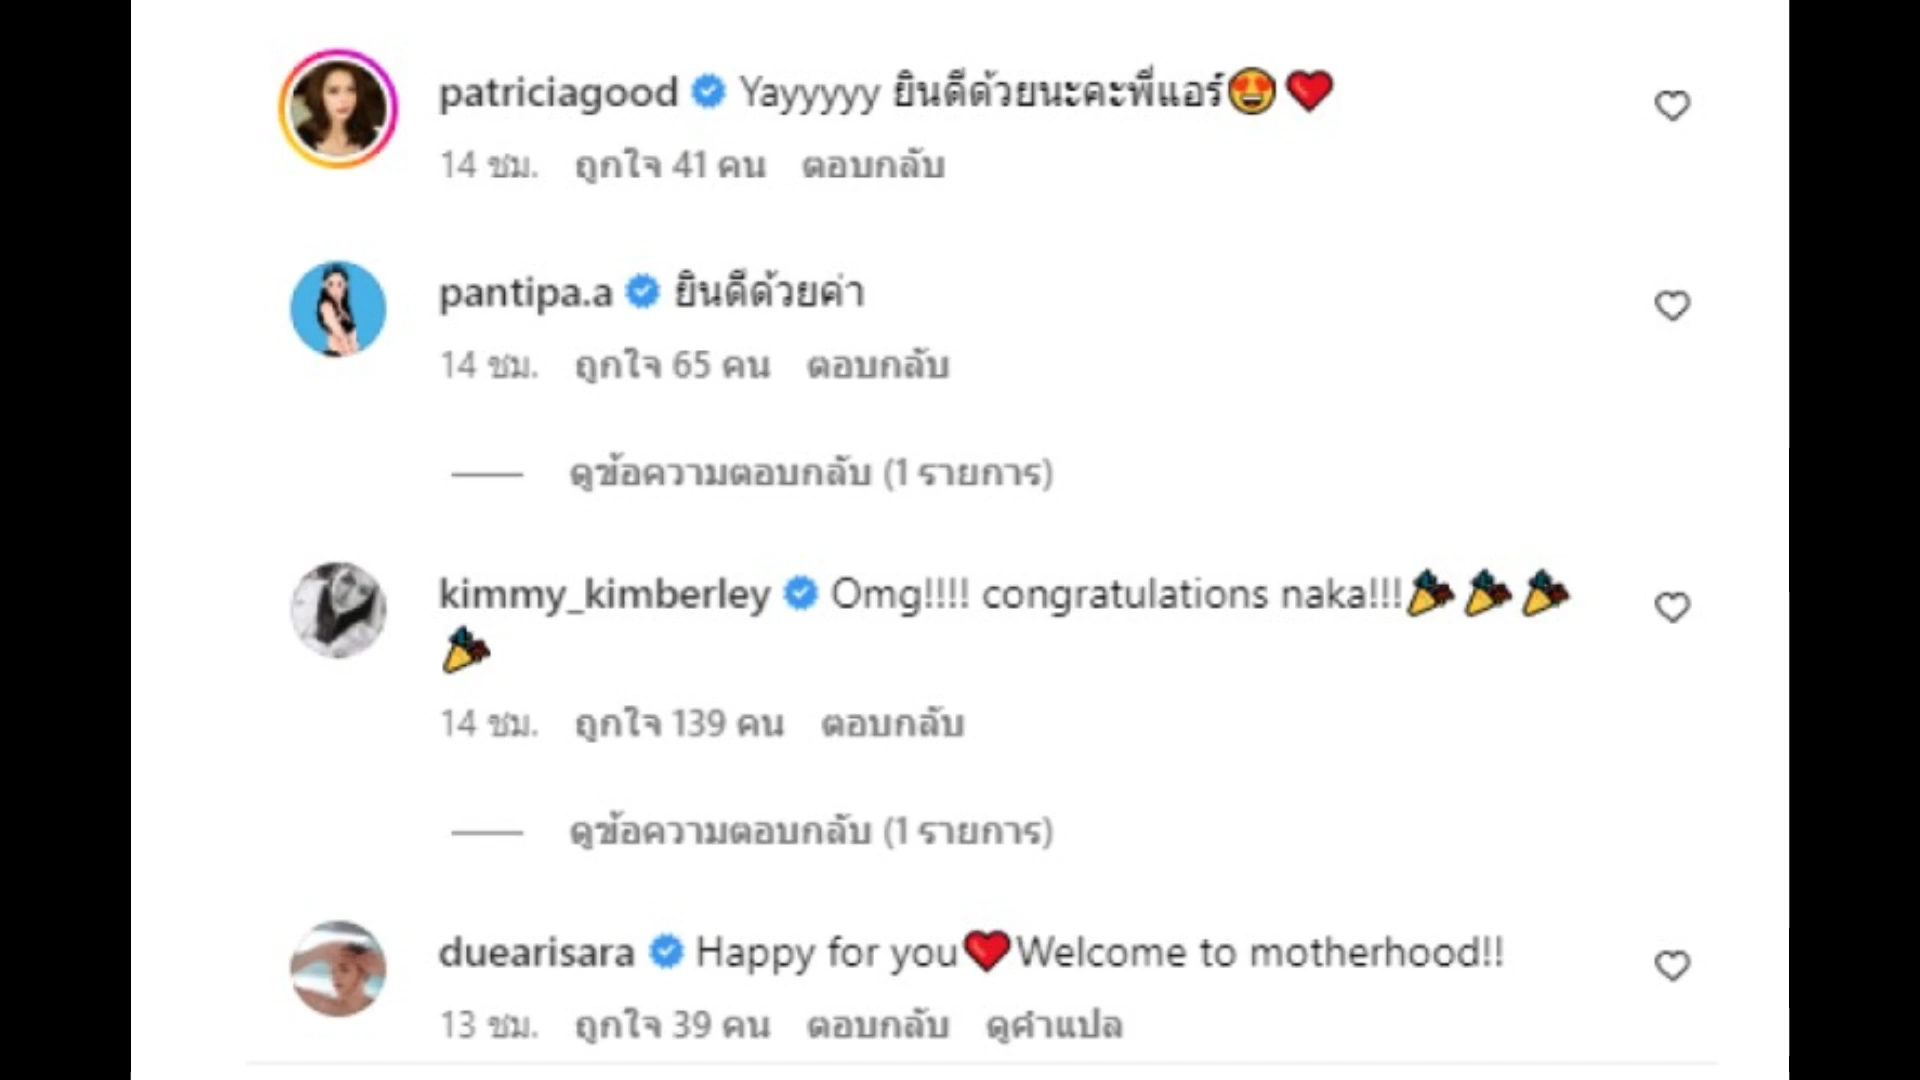 patriciagood Yayyyyy ยินดีด้วยนะคะพี่แอร์😍❤️
14 ชม. ถูกใจ 41 คน ตอบกลับ
pantipa.a ยินดีด้วยค่า
14 ชม. ถูกใจ 65 คน ตอบกลับ
ดูข้อความตอบกลับ (1 รายการ)
kimmy_kimberley Omg!!!! congratulations naka!!!🎉🎉🎉
🎉
14 ชม. ถูกใจ 139 คน ตอบกลับ
ดูข้อความตอบกลับ (1 รายการ)
duearisara Happy for you❤️Welcome to motherhood!!
13 ชม. ถูกใจ 39 คน ตอบกลับ ดูคำแปล